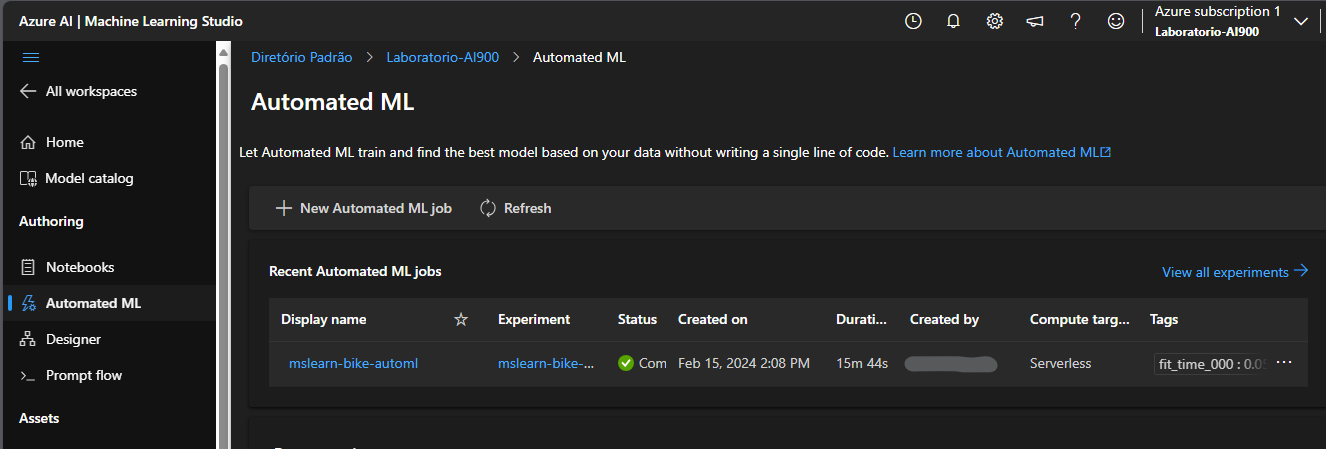 Azure AI | Machine Learning Studio
Azure subscription 1
Laboratorio-AI900
All workspaces
Home
Model catalog
Authoring
Notebooks
Automated ML
Designer
Prompt flow
Assets
Diretório Padrão > Laboratorio-AI900 > Automated ML
Automated ML
Let Automated ML train and find the best model based on your data without writing a single line of code. Learn more about Automated ML
New Automated ML job Refresh
Recent Automated ML jobs View all experiments
Display name Experiment Status Created on Durati... Created by Compute targ... Tags
mslearn-bike-automl mslearn-bike-... Com Feb 15, 2024 2:08 PM 15m 44s Serverless fit_time_000 : 0.05 ...